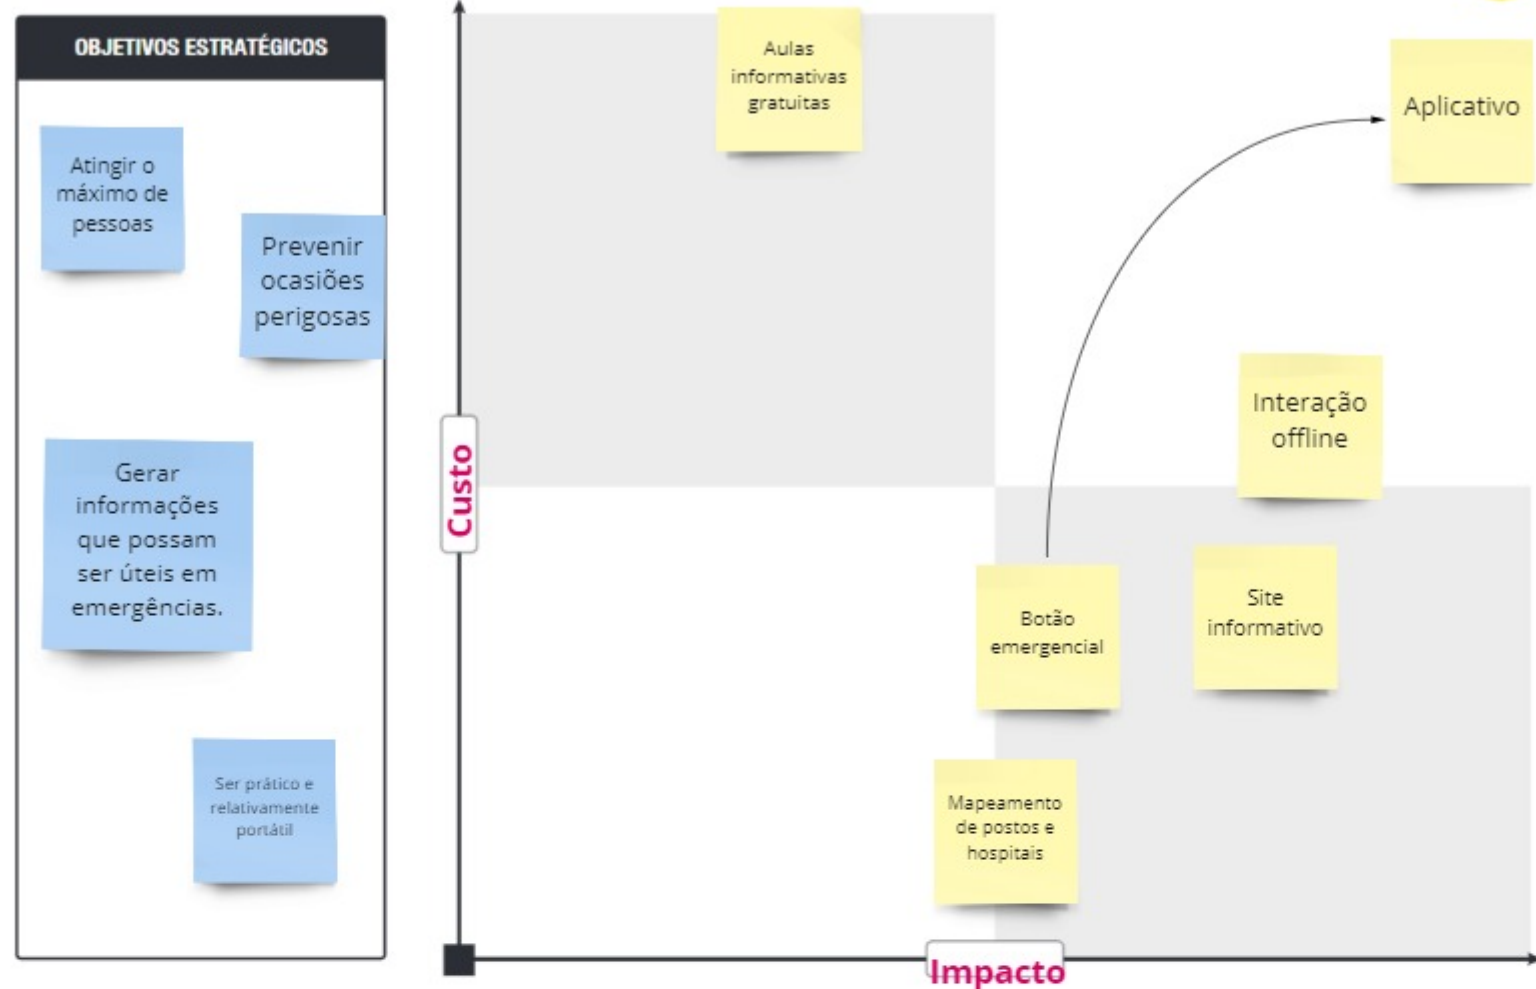 OBJETIVOS ESTRATÉGICOS
Atingir o
máximo de
pessoas
Prevenir
ocasiões
perigosas
Gerar
informações
que possam
ser úteis em
emergências.
Ser prático e
relativamente
portátil
Custo
Aulas
informativas
gratuitas
Aplicativo
Interação
offline
Botão
emergencial
Site
informativo
Mapeamento
de postos e
hospitais
Impacto